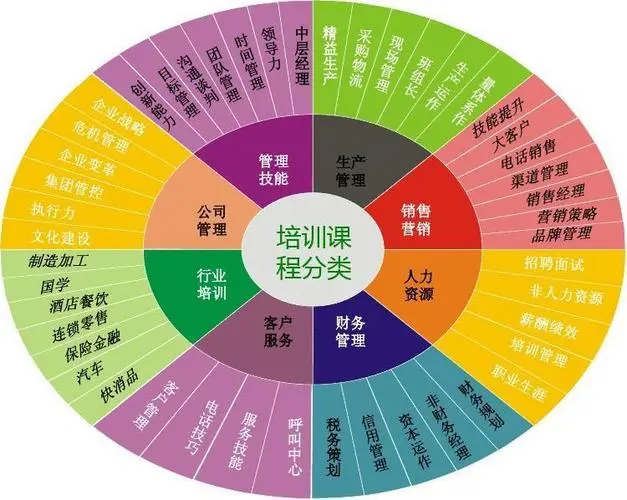 培训课
程分类
生产
管理
精益生产
采购物流
现场管理
班组长
生产运作
量体系作
销售
营销
技能提升
大客户
电话销售
渠道管理
销售经理
营销策略
品牌管理
人力
资源
招聘面试
非人力资源
薪酬绩效
培训管理
职业生涯
财务
管理
财务规划
非财务经理
资本运作
信用管理
税务策划
客户
服务
呼叫中心
服务技能
电话技巧
客户管理
行业
培训
制造加工
国学
酒店餐饮
连锁零售
保险金融
汽车
快消品
公司
管理
企业战略
危机管理
企业变革
集团管控
执行力
文化建设
管理
技能
创新能力
目标管理
沟通谈判
团队管理
时间管理
领导力
中层经理